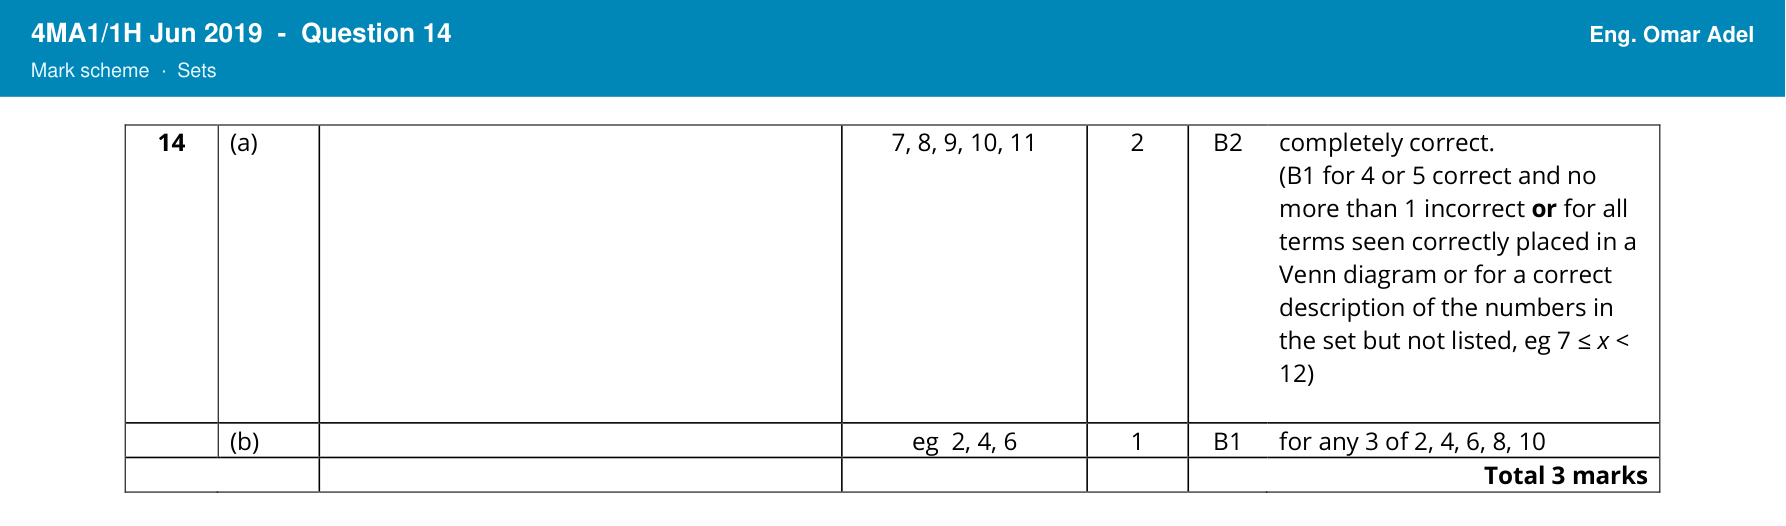 4MA1/1H Jun 2019 - Question 14
Eng. Omar Adel
Mark scheme · Sets
14 (a) 7, 8, 9, 10, 11 2 B2 completely correct.
(B1 for 4 or 5 correct and no
more than 1 incorrect or for all
terms seen correctly placed in a
Venn diagram or for a correct
description of the numbers in
the set but not listed, eg 7 ≤ x <
12)
(b) eg 2, 4, 6 1 B1 for any 3 of 2, 4, 6, 8, 10
Total 3 marks